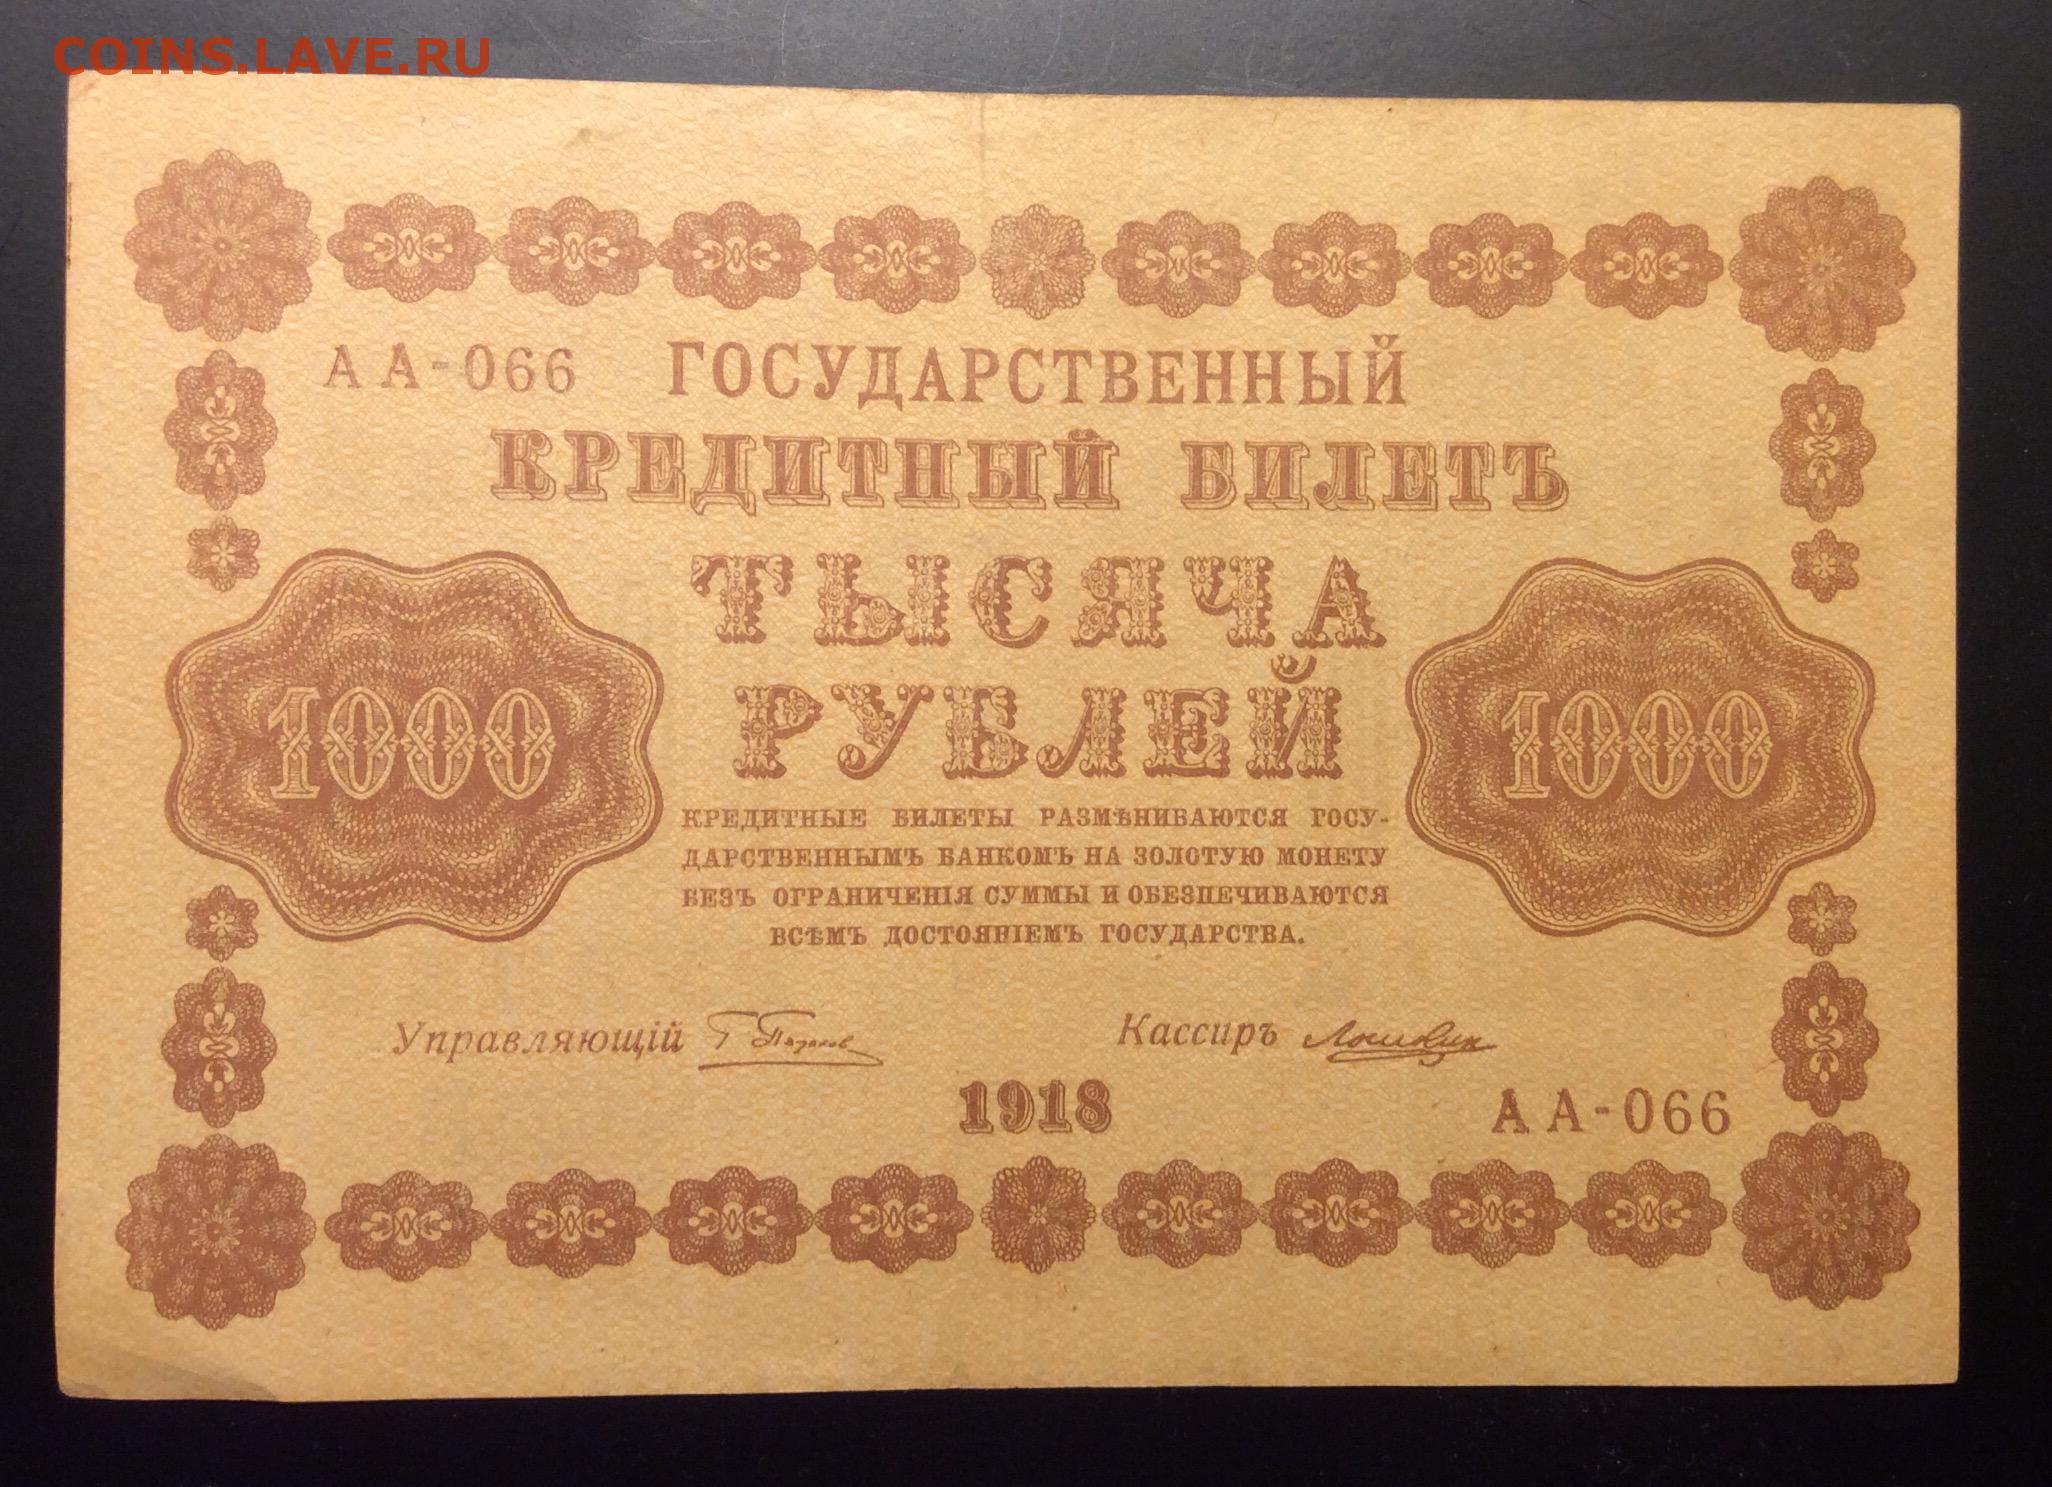 COINS.LAVE.RU
АА-066 ГОСУДАРСТВЕННЫЙ
КРЕДИТНЫЙ БИЛЕТЪ
ТЫСЯЧА
РУБЛЕЙ
1000 1000
КРЕДИТНЫЕ БИЛЕТЫ РАЗМѢНИВАЮТСЯ ГОСУ-
ДАРСТВЕННЫМЪ БАНКОМЪ НА ЗОЛОТУЮ МОНЕТУ
БЕЗЪ ОГРАНИЧЕНІЯ СУММЫ И ОБЕЗПЕЧИВАЮТСЯ
ВСѢМЪ ДОСТОЯНІЕМЪ ГОСУДАРСТВА.
Управляющій Кассиръ
1918
АА-066